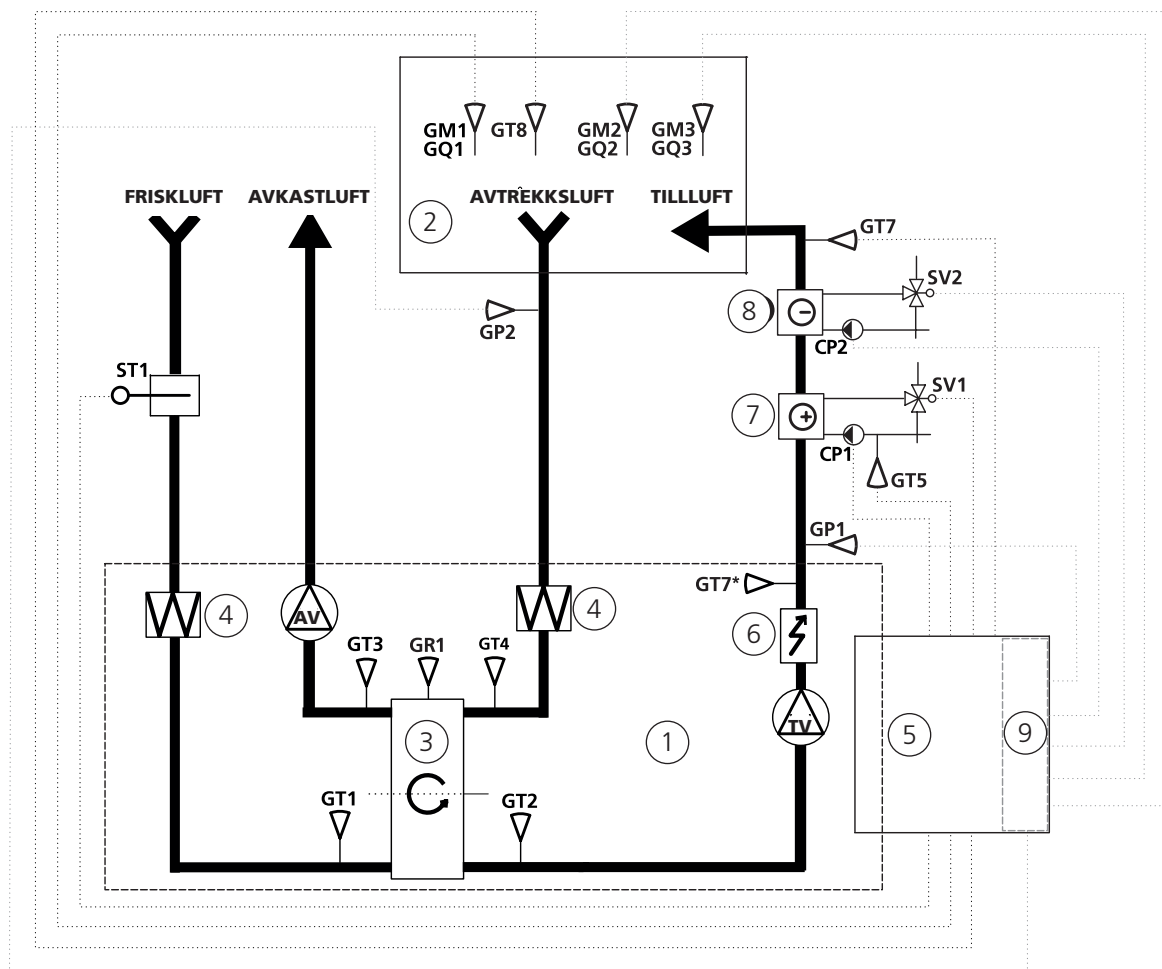 GM1
GQ1
GT8
GM2
GQ2
GM3
GQ3
FRISKLUFT
AVKASTLUFT
AVTREKKSLUFT
TILLLUFT
2
GT7
SV2
8
GP2
CP2
ST1
SV1
7
CP1
GT5
GP1
GT7*
4
AV
4
6
GT3
GR1
GT4
TV
3
1
5
9
GT1
GT2